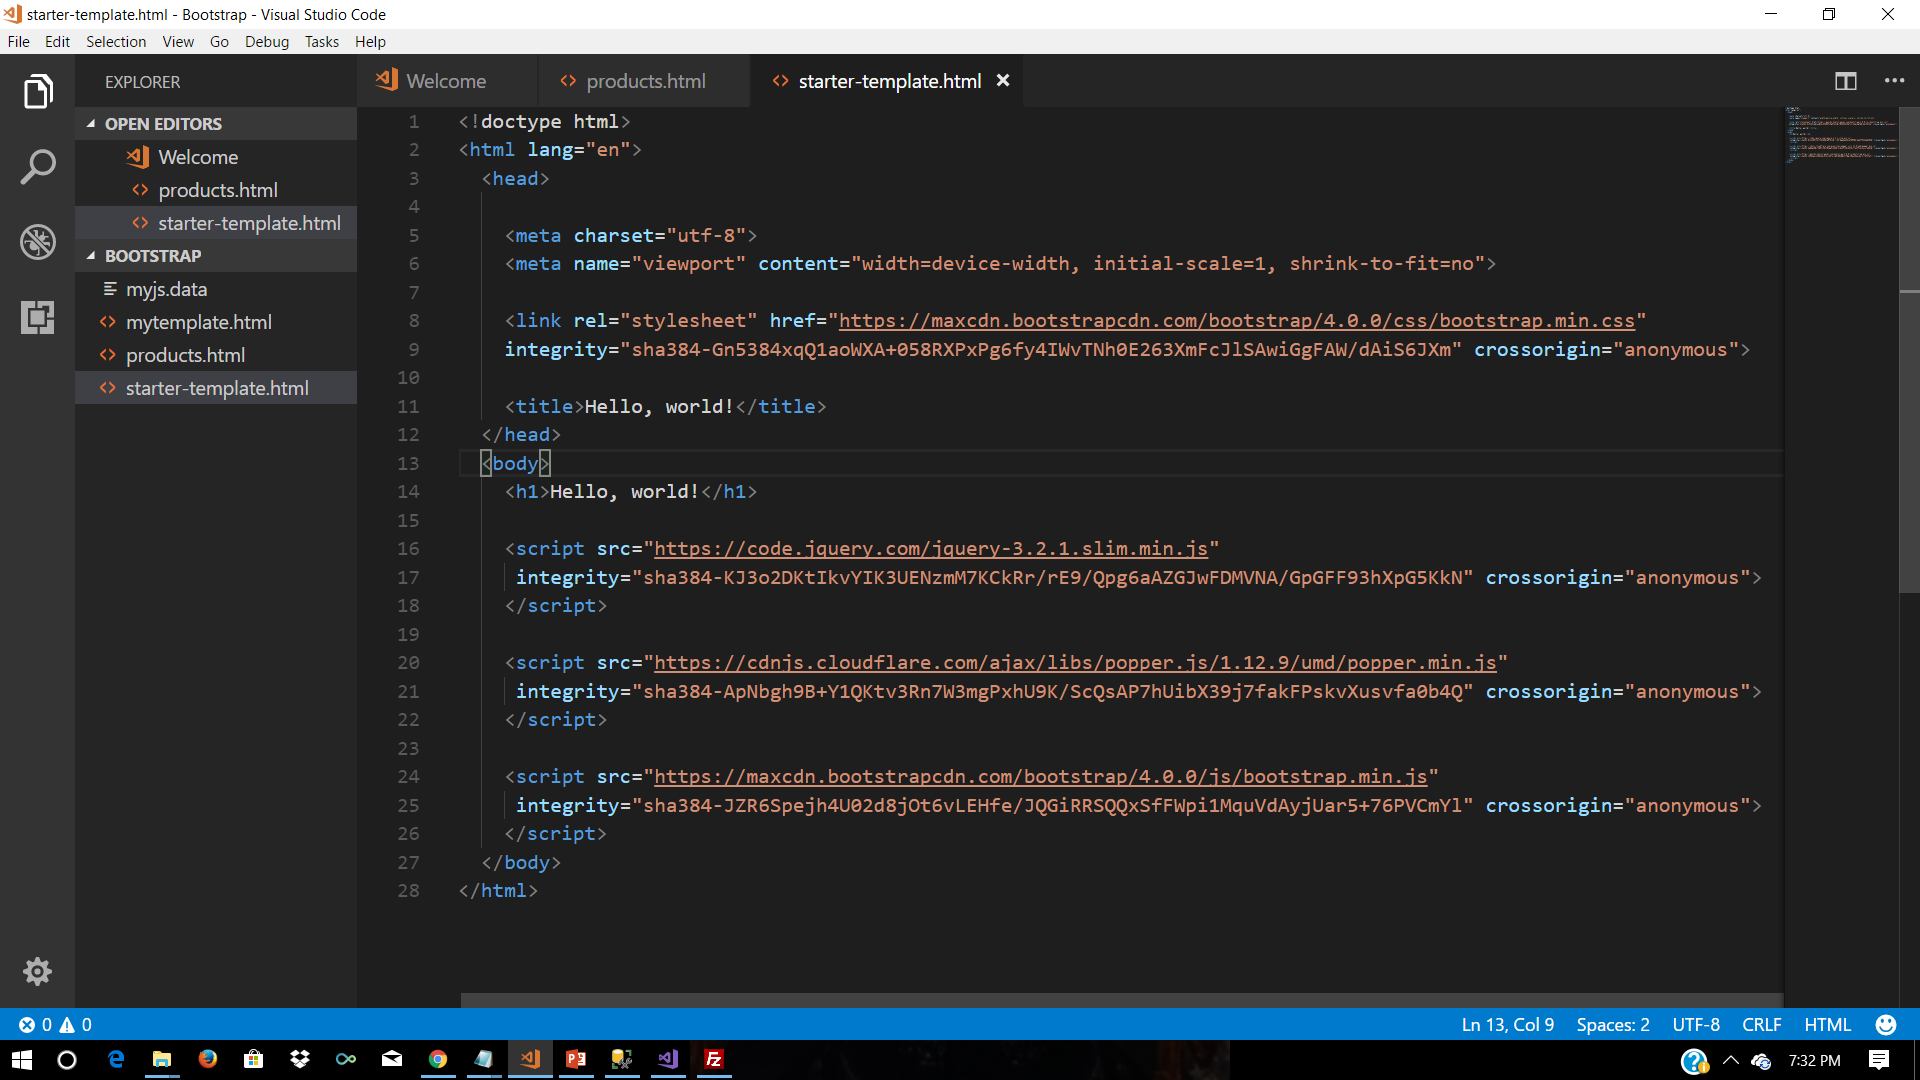 starter-template.html - Bootstrap - Visual Studio Code
File Edit Selection View Go Debug Tasks Help
EXPLORER
OPEN EDITORS
Welcome
products.html
starter-template.html
BOOTSTRAP
myjs.data
mytemplate.html
products.html
starter-template.html
Welcome products.html starter-template.html
1 <!doctype html>
2 <html lang="en">
3 <head>
4
5 <meta charset="utf-8">
6 <meta name="viewport" content="width=device-width, initial-scale=1, shrink-to-fit=no">
7
8 <link rel="stylesheet" href="https://maxcdn.bootstrapcdn.com/bootstrap/4.0.0/css/bootstrap.min.css"
9 integrity="sha384-Gn5384xqQ1aoWXA+058RXPxPg6fy4IWvTNh0E263XmFcJlSAwiGgFAW/dAiS6JXm" crossorigin="anonymous">
10
11 <title>Hello, world!</title>
12 </head>
13 <body>
14 <h1>Hello, world!</h1>
15
16 <script src="https://code.jquery.com/jquery-3.2.1.slim.min.js"
17 integrity="sha384-KJ3o2DKtIkvYIK3UENzmM7KCkRr/rE9/Qpg6aAZGJwFDMVNA/GpGFF93hXpG5KkN" crossorigin="anonymous">
18 </script>
19
20 <script src="https://cdnjs.cloudflare.com/ajax/libs/popper.js/1.12.9/umd/popper.min.js"
21 integrity="sha384-ApNbgh9B+Y1QKtv3Rn7W3mgPxhU9K/ScQsAP7hUibX39j7fakFPskvXusvfa0b4Q" crossorigin="anonymous">
22 </script>
23
24 <script src="https://maxcdn.bootstrapcdn.com/bootstrap/4.0.0/js/bootstrap.min.js"
25 integrity="sha384-JZR6Spejh4U02d8jOt6vLEHfe/JQGiRRSQQxSfFWpi1MquVdAyjUar5+76PVCmYl" crossorigin="anonymous">
26 </script>
27 </body>
28 </html>
0 0
Ln 13, Col 9 Spaces: 2 UTF-8 CRLF HTML
7:32 PM